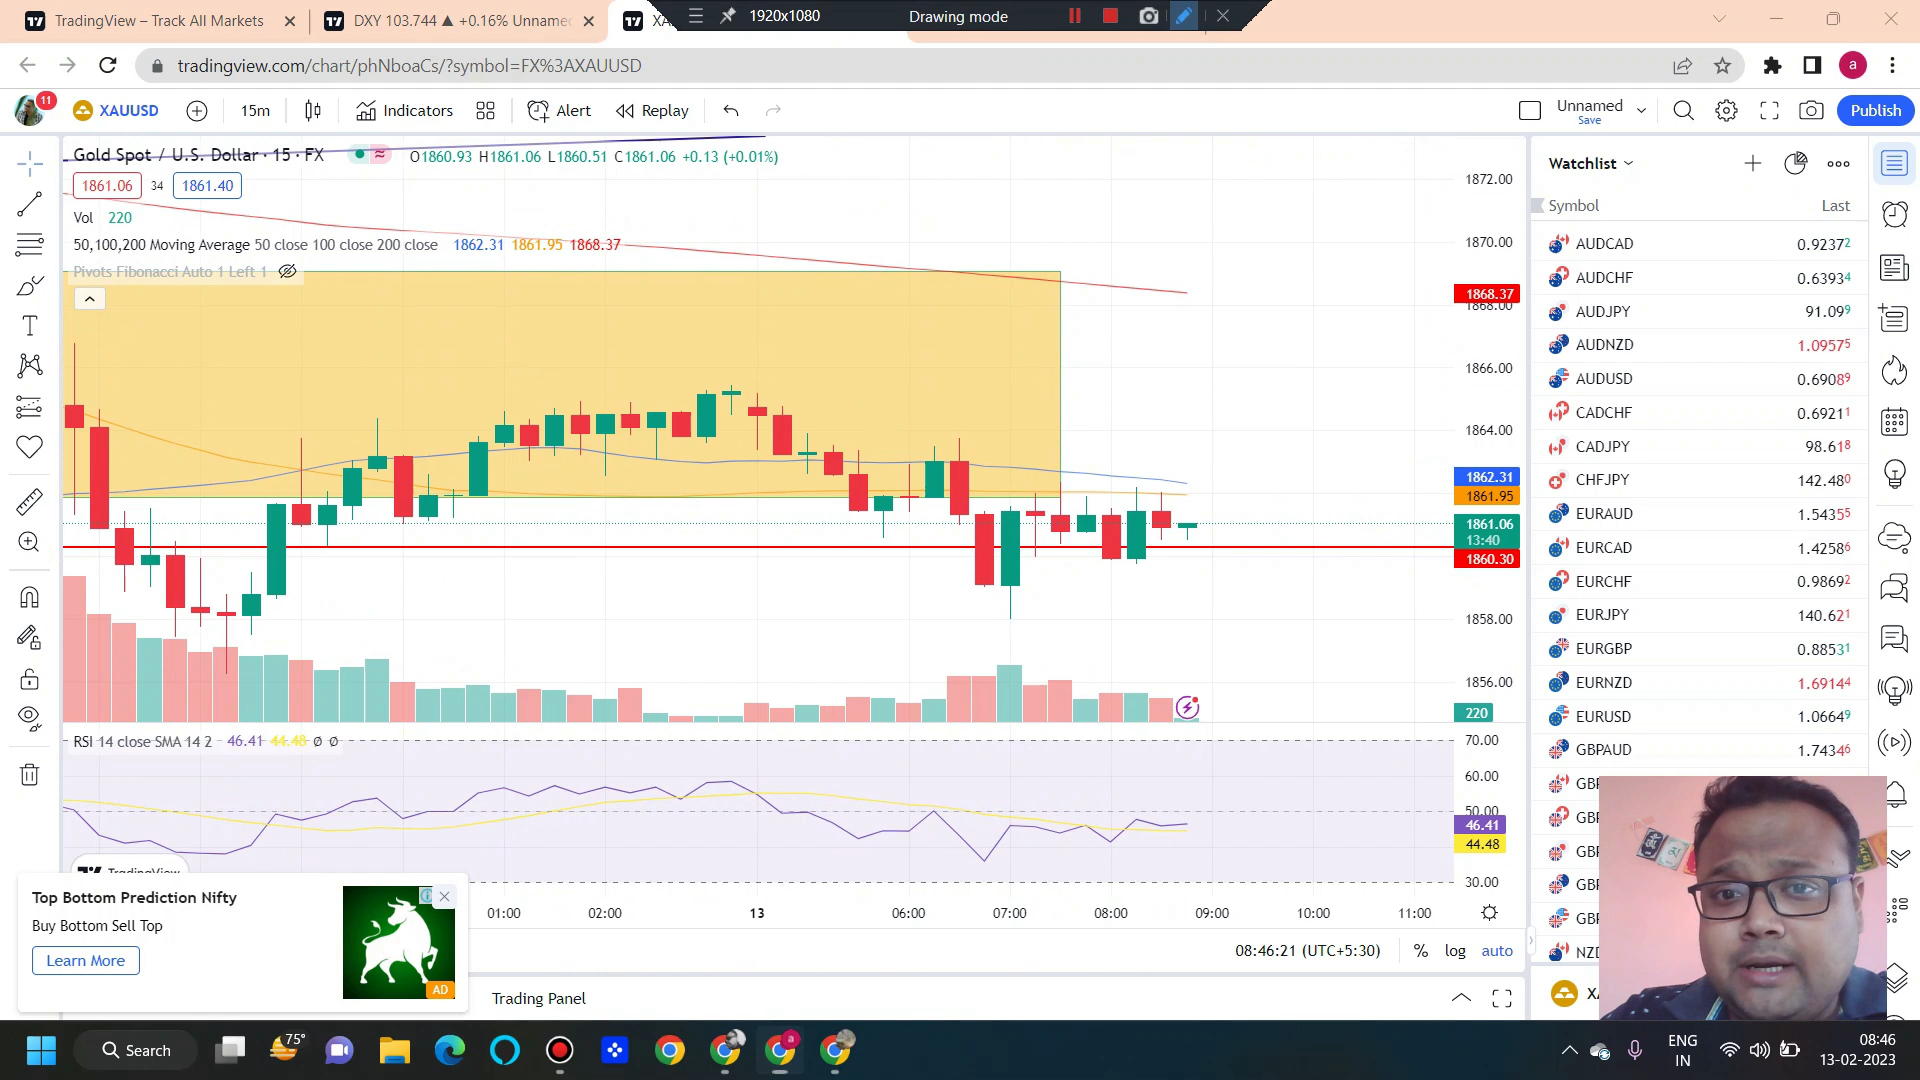 TradingView – Track All Markets
DXY 103.744 ▲ +0.16% Unname
XA
1920x1080
Drawing mode
tradingview.com/chart/phNboaCs/?symbol=FX%3AXAUUSD
a
11
XAUUSD
15m
Indicators
Alert
Replay
Unnamed
Save
Publish
Gold Spot / U.S. Dollar · 15 · FX
O1860.93 H1861.06 L1860.51 C1861.06 +0.13 (+0.01%)
1861.06
34
1861.40
Vol 220
50,100,200 Moving Average 50 close 100 close 200 close 1862.31 1861.95 1868.37
Pivots Fibonacci Auto 1 Left 1
1872.00
1870.00
1868.37
1868.00
1866.00
1864.00
1862.31
1861.95
1861.06
13:40
1860.30
1858.00
1856.00
220
RSI 14 close SMA 14 2 46.41 44.48 Ø Ø
70.00
60.00
50.00
46.41
44.48
30.00
TradingView
01:00
02:00
13
06:00
07:00
08:00
09:00
10:00
11:00
08:46:21 (UTC+5:30)
%
log
auto
Trading Panel
Top Bottom Prediction Nifty
Buy Bottom Sell Top
Learn More
AD
Watchlist
Symbol Last
AUDCAD 0.92372
AUDCHF 0.63934
AUDJPY 91.099
AUDNZD 1.09575
AUDUSD 0.69089
CADCHF 0.69211
CADJPY 98.618
CHFJPY 142.480
EURAUD 1.54355
EURCAD 1.42586
EURCHF 0.98692
EURJPY 140.621
EURGBP 0.88531
EURNZD 1.69144
EURUSD 1.06649
GBPAUD 1.74346
GBP
GBP
GBP
GBP
GBP
NZD
XA
Search
75°
a
ENG
IN
08:46
13-02-2023